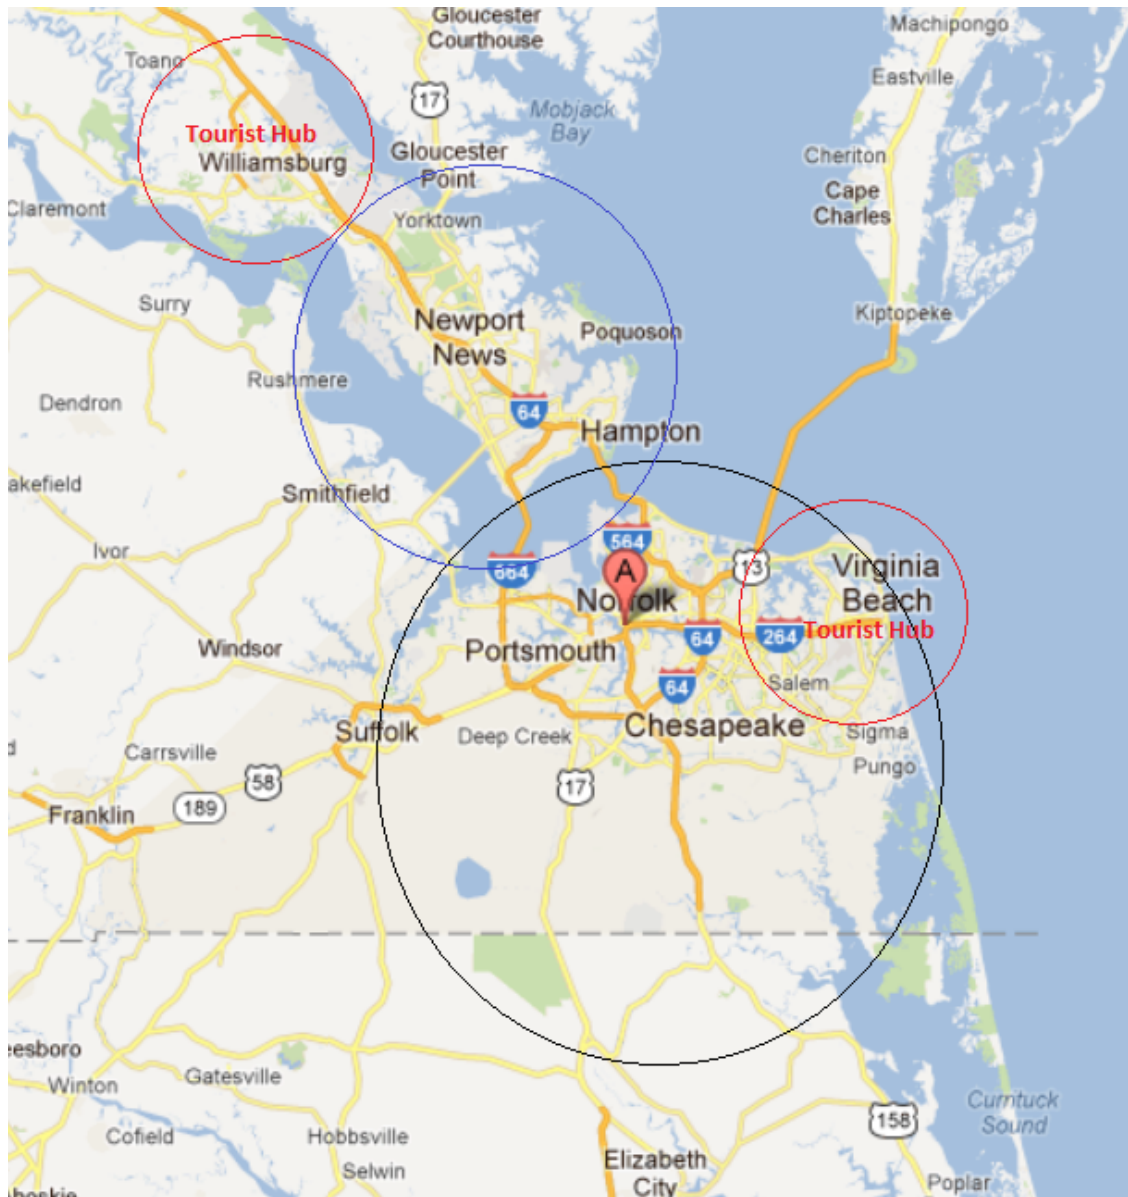 Gloucester
Courthouse
Machipongo
Toano
Eastville
17
Mobjack
Bay
Tourist Hub
Williamsburg
Gloucester
Point
Cheriton
Cape
Charles
Claremont
Yorktown
Surry
Kiptopeke
Newport
News
Poquoson
Rushmere
Dendron
64
Hampton
akefield
Smithfield
564
Ivor
664
13
Virginia
Beach
A
Norfolk
Tourist Hub
64
264
Windsor
Portsmouth
64
Salem
Suffolk
Chesapeake
Deep Creek
Sigma
Carrsville
Pungo
58
17
189
Franklin
eesboro
Winton
Gatesville
Currituck
Sound
158
Cofield
Hobbsville
Selwin
Elizabeth
City
Poplar
hoskie